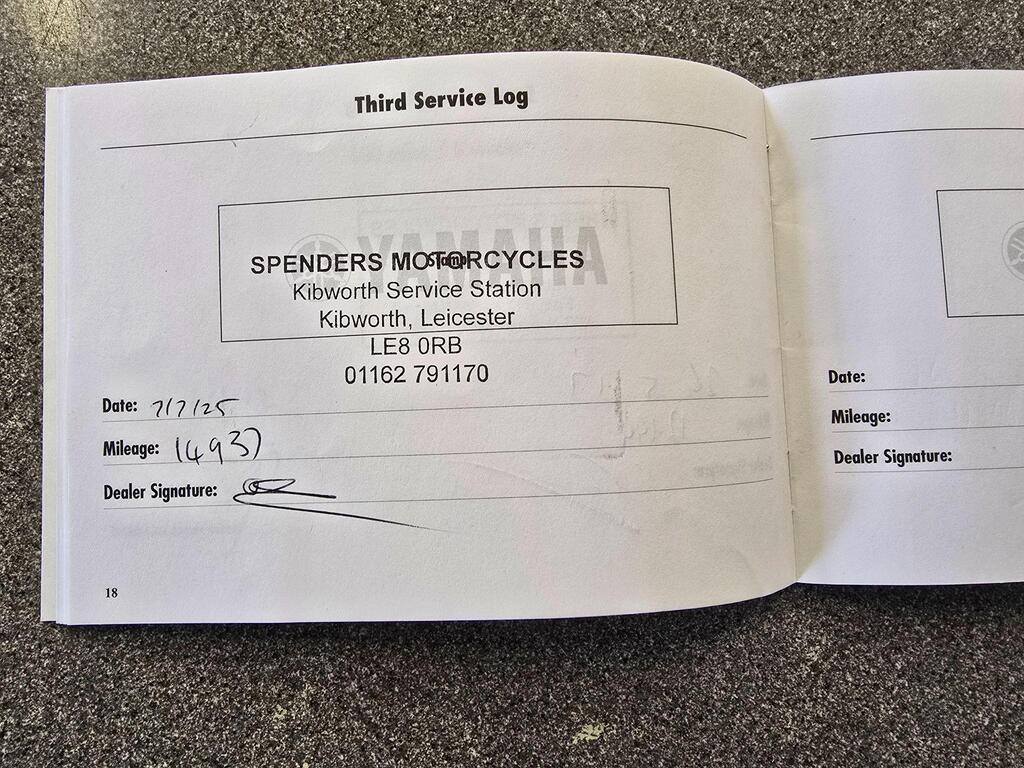 Third Service Log
YAMAHA
Stamp
SPENDERS MOTORCYCLES
Kibworth Service Station
Kibworth, Leicester
LE8 0RB
01162 791170
Date: 7/7/25
Mileage: 14937
Dealer Signature:
18
Date:
Mileage:
Dealer Signature: